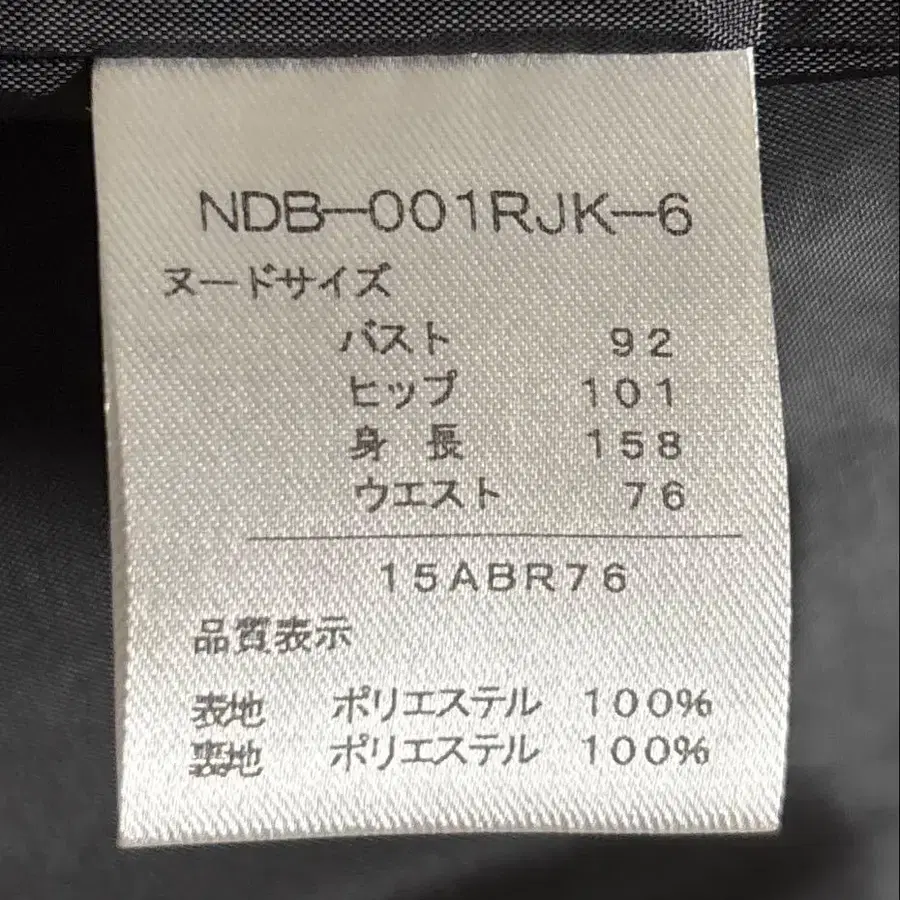 NDB-001RJK-6
ヌードサイズ
バスト 92
ヒップ 101
身長 158
ウエスト 76
15ABR76
品質表示
表地 ポリエステル 100%
裏地 ポリエステル 100%